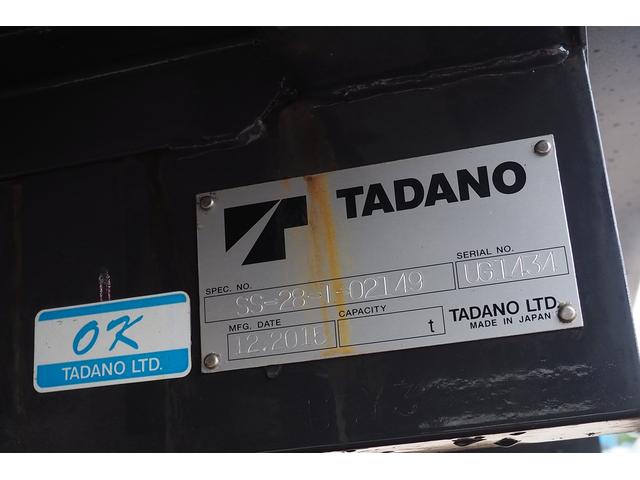 TADANO
SPEC. NO.
SS-28-1-02149
SERIAL NO.
UG1434
MFG. DATE
12.2015
CAPACITY
t
TADANO LTD.
MADE IN JAPAN
OK
TADANO LTD.